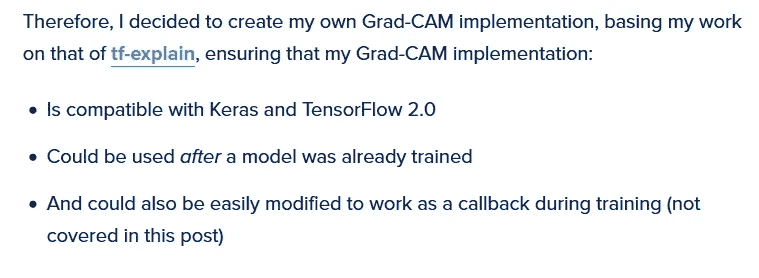 Therefore, I decided to create my own Grad-CAM implementation, basing my work
on that of tf-explain, ensuring that my Grad-CAM implementation:
• Is compatible with Keras and TensorFlow 2.0
• Could be used after a model was already trained
• And could also be easily modified to work as a callback during training (not
covered in this post)